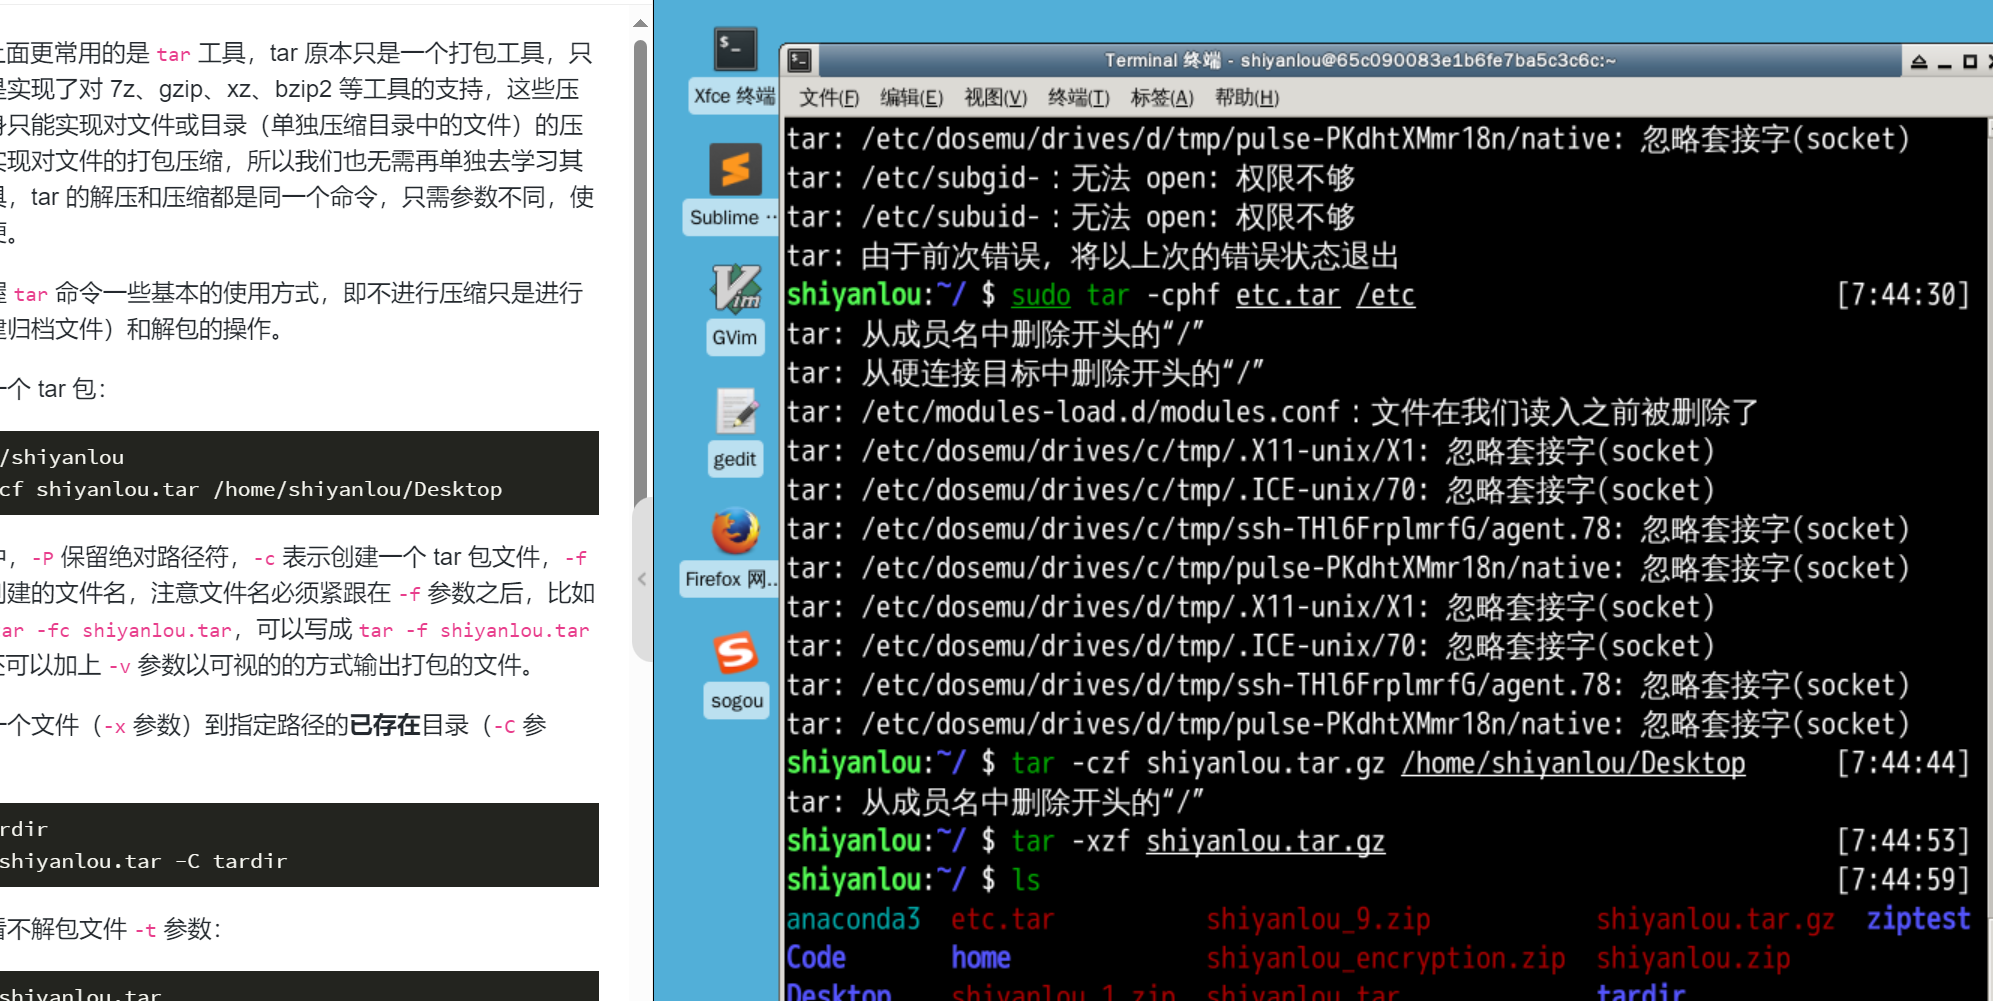 上面更常用的是 tar 工具，tar 原本只是一个打包工具，只
是实现了对 7z、gzip、xz、bzip2 等工具的支持，这些压
身只能实现对文件或目录（单独压缩目录中的文件）的压
实现对文件的打包压缩，所以我们也无需再单独去学习其
具，tar 的解压和压缩都是同一个命令，只需参数不同，使
便。
握 tar 命令一些基本的使用方式，即不进行压缩只是进行
建归档文件）和解包的操作。
一个 tar 包：
/shiyanlou
cf shiyanlou.tar /home/shiyanlou/Desktop
中，-P 保留绝对路径符，-c 表示创建一个 tar 包文件，-f
创建的文件名，注意文件名必须紧跟在 -f 参数之后，比如
ar -fc shiyanlou.tar，可以写成 tar -f shiyanlou.tar
还可以加上 -v 参数以可视的的方式输出打包的文件。
一个文件（-x 参数）到指定路径的已存在目录（-C 参
rdir
shiyanlou.tar -C tardir
看不解包文件 -t 参数：
shiyanlou.tar
Xfce 终端
Sublime ··
GVim
gedit
Firefox 网..
sogou
Terminal 终端 - shiyanlou@65c090083e1b6fe7ba5c3c6c:~
文件(F) 编辑(E) 视图(V) 终端(T) 标签(A) 帮助(H)
tar: /etc/dosemu/drives/d/tmp/pulse-PKdhtXMmr18n/native: 忽略套接字(socket)
tar: /etc/subgid-：无法 open: 权限不够
tar: /etc/subuid-：无法 open: 权限不够
tar: 由于前次错误，将以上次的错误状态退出
shiyanlou:~/ $ sudo tar -cphf etc.tar /etc [7:44:30]
tar: 从成员名中删除开头的“/”
tar: 从硬连接目标中删除开头的“/”
tar: /etc/modules-load.d/modules.conf：文件在我们读入之前被删除了
tar: /etc/dosemu/drives/c/tmp/.X11-unix/X1: 忽略套接字(socket)
tar: /etc/dosemu/drives/c/tmp/.ICE-unix/70: 忽略套接字(socket)
tar: /etc/dosemu/drives/c/tmp/ssh-THl6FrplmrfG/agent.78: 忽略套接字(socket)
tar: /etc/dosemu/drives/c/tmp/pulse-PKdhtXMmr18n/native: 忽略套接字(socket)
tar: /etc/dosemu/drives/d/tmp/.X11-unix/X1: 忽略套接字(socket)
tar: /etc/dosemu/drives/d/tmp/.ICE-unix/70: 忽略套接字(socket)
tar: /etc/dosemu/drives/d/tmp/ssh-THl6FrplmrfG/agent.78: 忽略套接字(socket)
tar: /etc/dosemu/drives/d/tmp/pulse-PKdhtXMmr18n/native: 忽略套接字(socket)
shiyanlou:~/ $ tar -czf shiyanlou.tar.gz /home/shiyanlou/Desktop [7:44:44]
tar: 从成员名中删除开头的“/”
shiyanlou:~/ $ tar -xzf shiyanlou.tar.gz [7:44:53]
shiyanlou:~/ $ ls [7:44:59]
anaconda3 etc.tar shiyanlou_9.zip shiyanlou.tar.gz ziptest
Code home shiyanlou_encryption.zip shiyanlou.zip
Desktop shiyanlou_1.zip shiyanlou.tar tardir